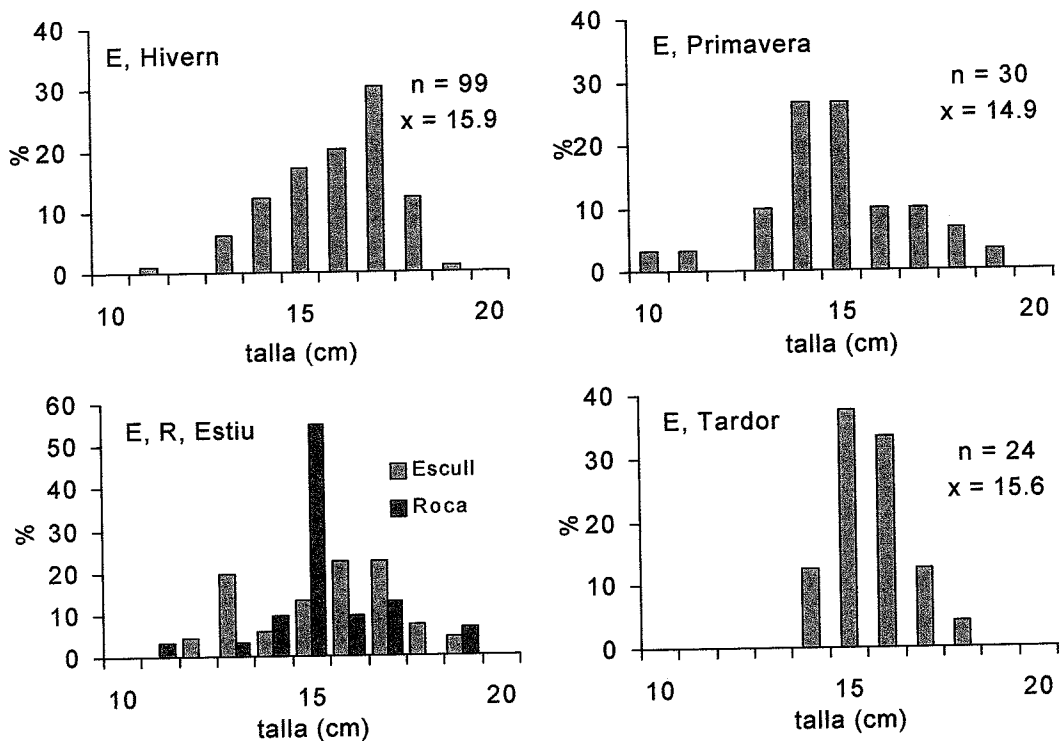 E, Hivern
n = 99
x = 15.9
%
40
30
20
10
0
10 15 20
talla (cm)
E, Primavera
n = 30
x = 14.9
%
40
30
20
10
0
10 15 20
talla (cm)
E, R, Estiu
Escull
Roca
%
60
50
40
30
20
10
0
10 15 20
talla (cm)
E, Tardor
n = 24
x = 15.6
%
40
30
20
10
0
10 15 20
talla (cm)